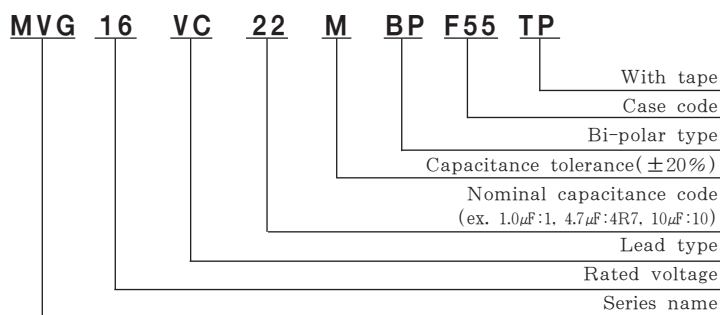 MVG 16 VC 22 M BP F55 TP
With tape
Case code
Bi-polar type
Capacitance tolerance(±20%)
Nominal capacitance code
(ex. 1.0μF:1, 4.7μF:4R7, 10μF:10)
Lead type
Rated voltage
Series name